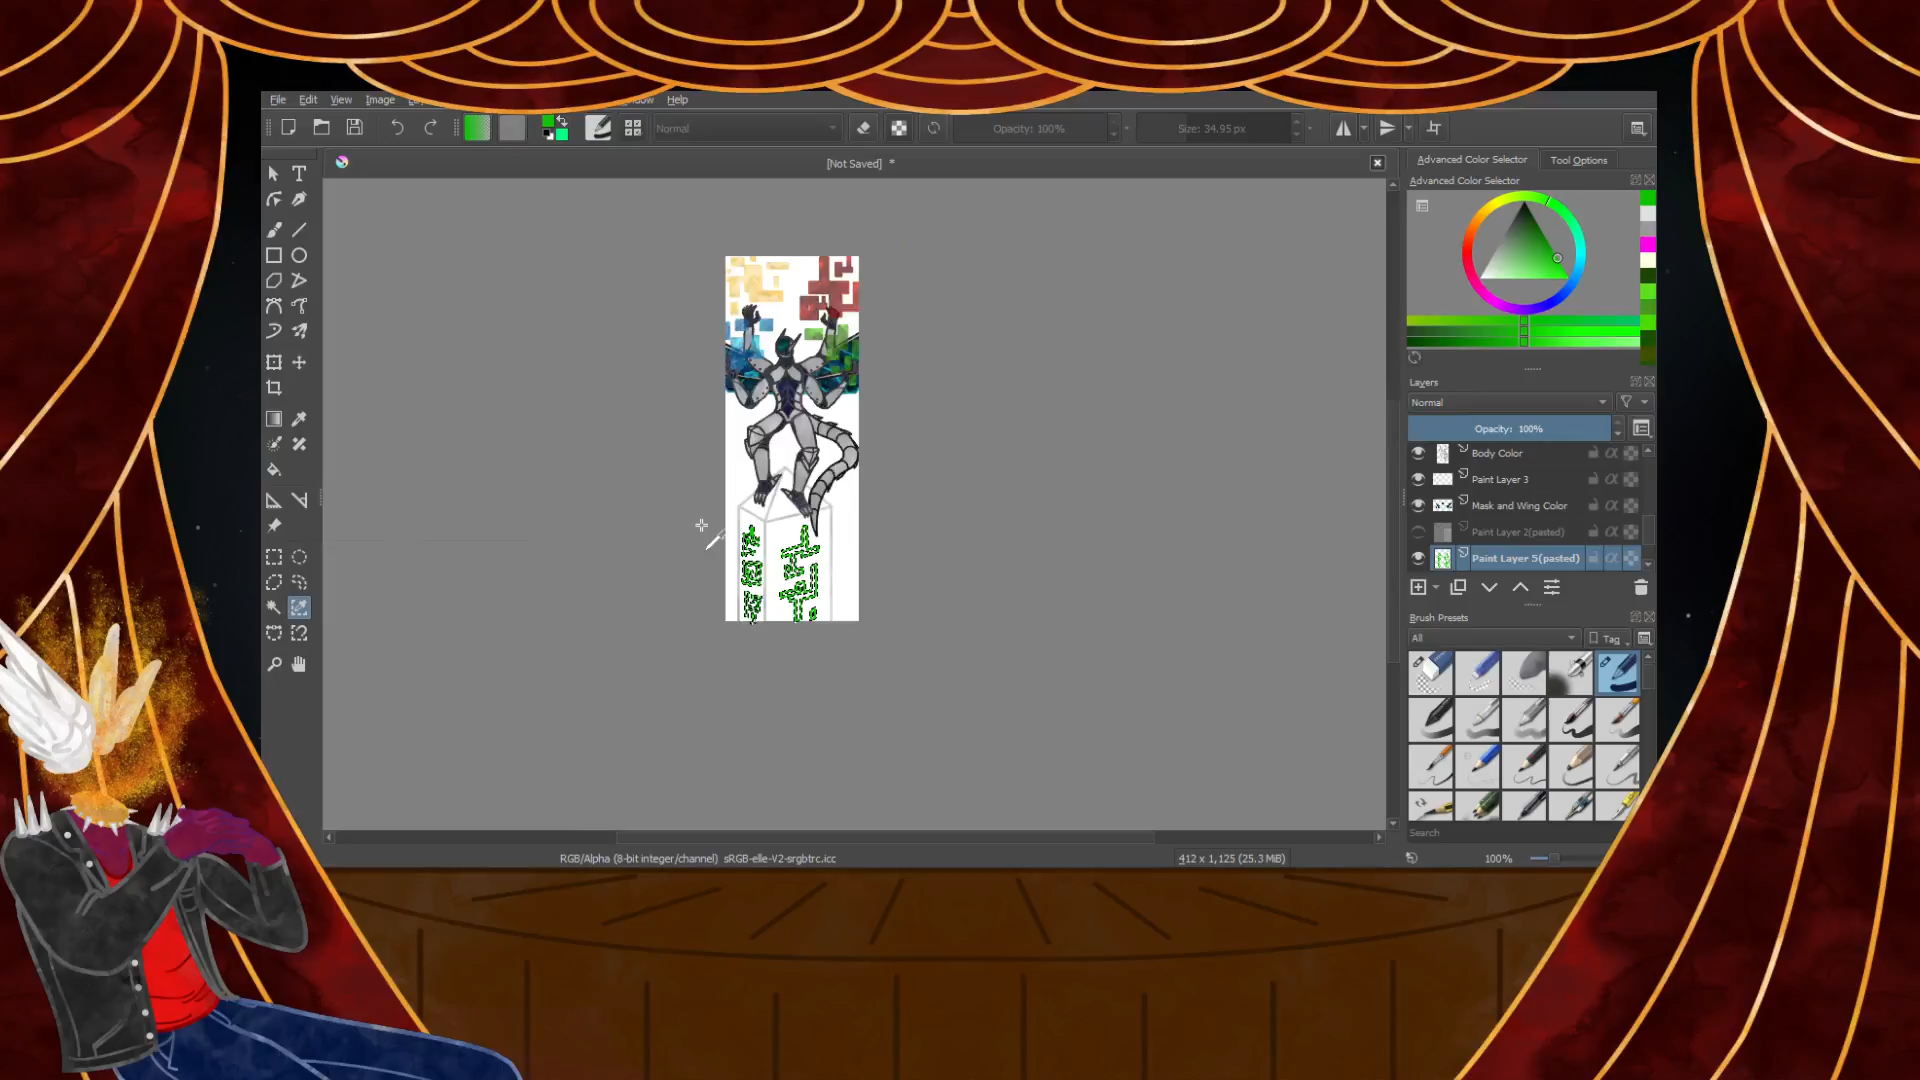 File Edit View Image Window Help
Normal
Opacity: 100%
Size: 34.95 px
[Not Saved] *
Advanced Color Selector
Tool Options
Advanced Color Selector
Layers
Normal
Opacity: 100%
Body Color
Paint Layer 3
Mask and Wing Color
Paint Layer 2(pasted)
Paint Layer 5(pasted)
Brush Presets
All
Tag
Search
RGB/Alpha (8-bit integer/channel) sRGB-elle-V2-srgbtrc.icc
412 x 1,125 (25.3 MiB)
100%